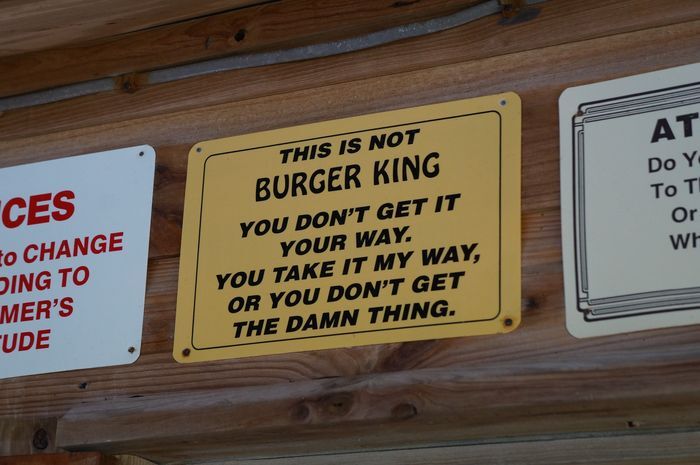 CES
to CHANGE
DING TO
MER'S
UDE
THIS IS NOT
BURGER KING
YOU DON'T GET IT
YOUR WAY.
YOU TAKE IT MY WAY,
OR YOU DON'T GET
THE DAMN THING.
AT
Do Y
To T
Or
Wh